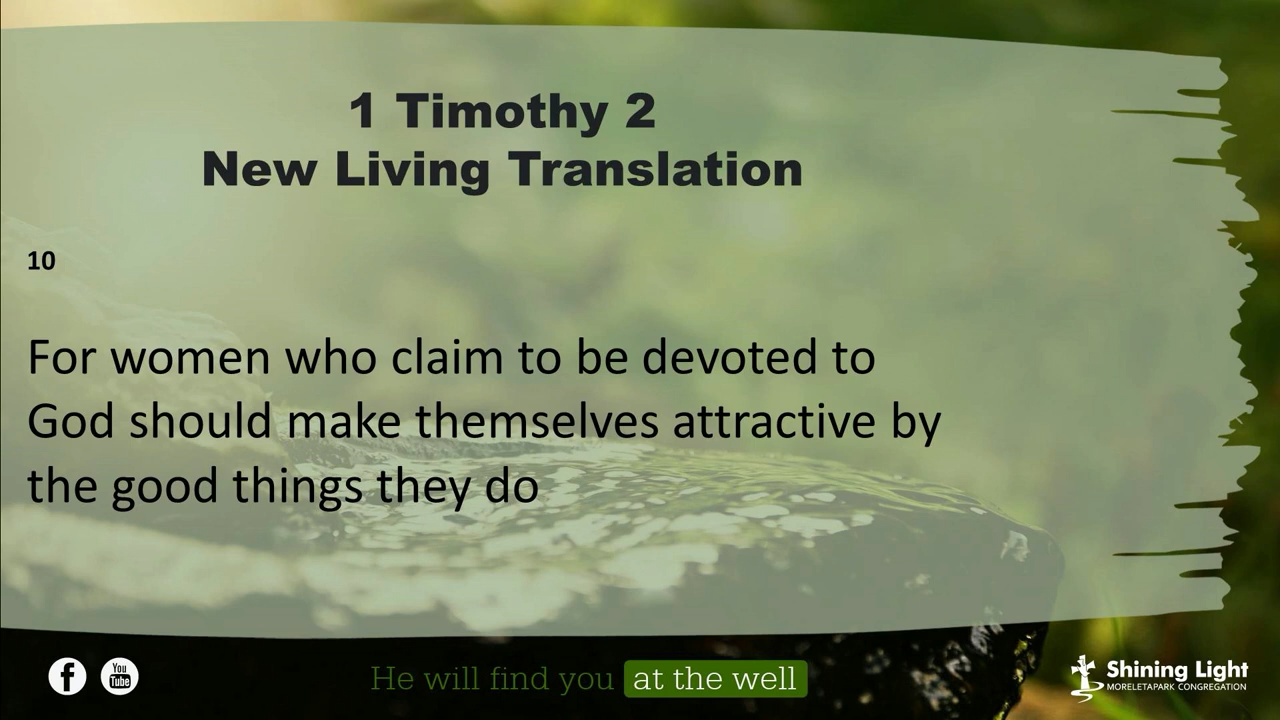 1 Timothy 2
New Living Translation
10
For women who claim to be devoted to
God should make themselves attractive by
the good things they do
f
You
Tube
He will find you at the well
Shining Light
MORELETAPARK CONGREGATION